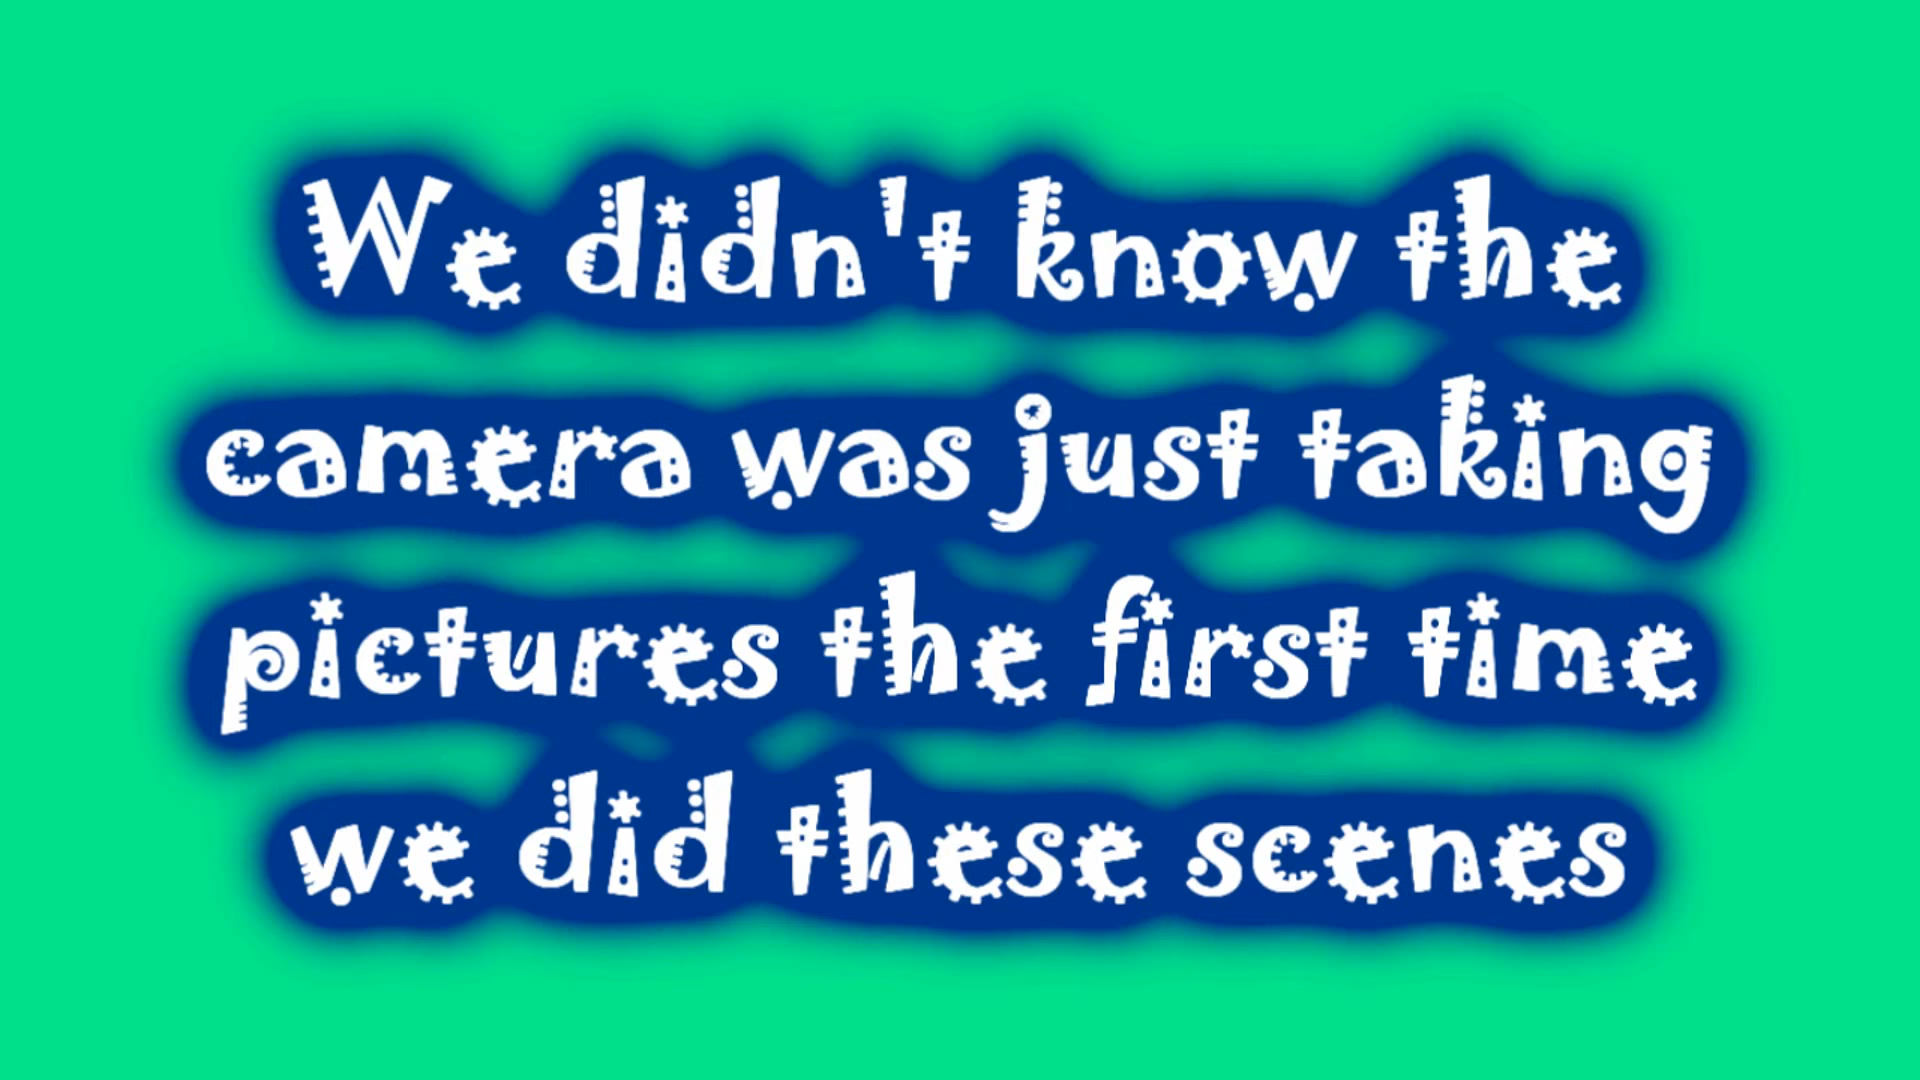 We didn't know the
camera was just taking
pictures the first time
we did these scenes